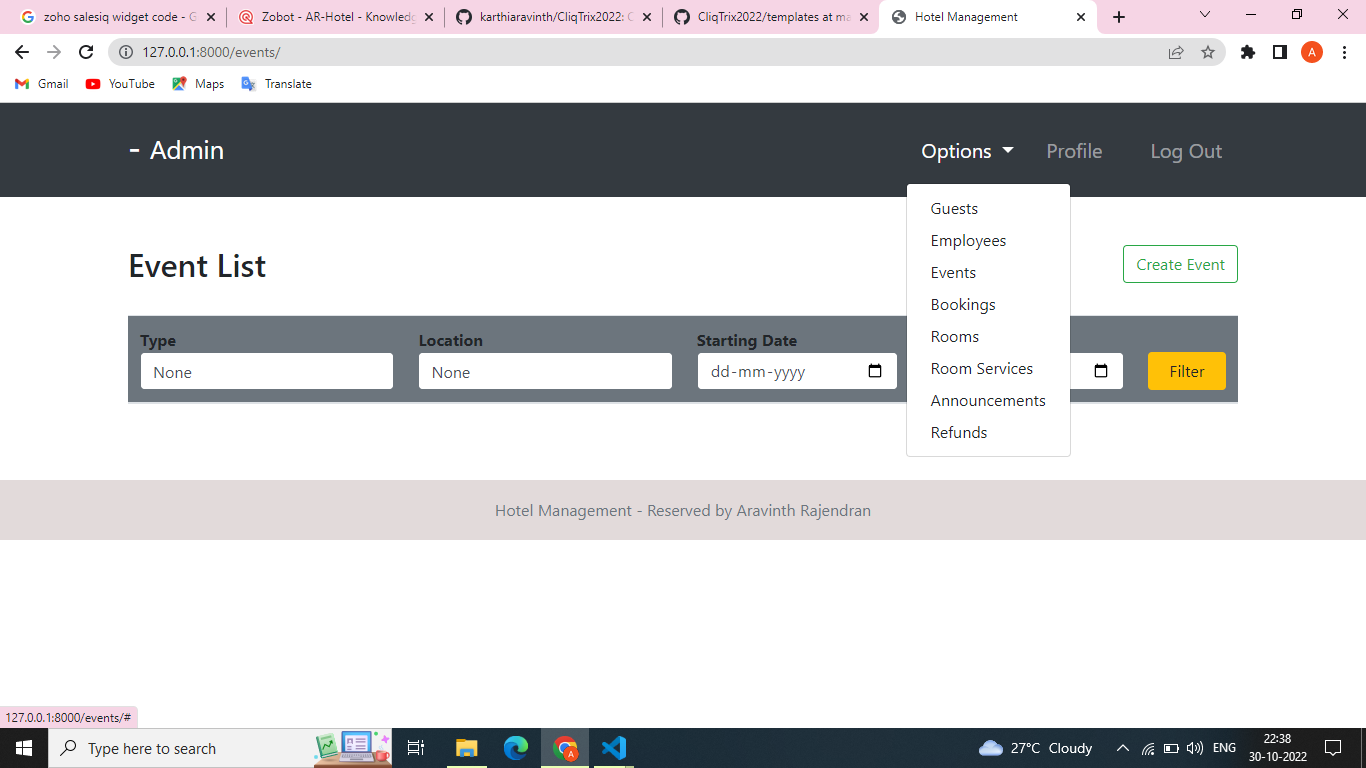 zoho salesiq widget code - G
Zobot - AR-Hotel - Knowledg
karthiaravinth/CliqTrix2022: C
CliqTrix2022/templates at ma
Hotel Management
127.0.0.1:8000/events/
A
Gmail
YouTube
Maps
Translate
- Admin
Options
Profile
Log Out
Guests
Employees
Events
Bookings
Rooms
Room Services
Announcements
Refunds
Event List
Create Event
Type
Location
Starting Date
None
None
dd-mm-yyyy
Filter
Hotel Management - Reserved by Aravinth Rajendran
127.0.0.1:8000/events/#
Type here to search
27°C Cloudy
ENG
22:38
30-10-2022